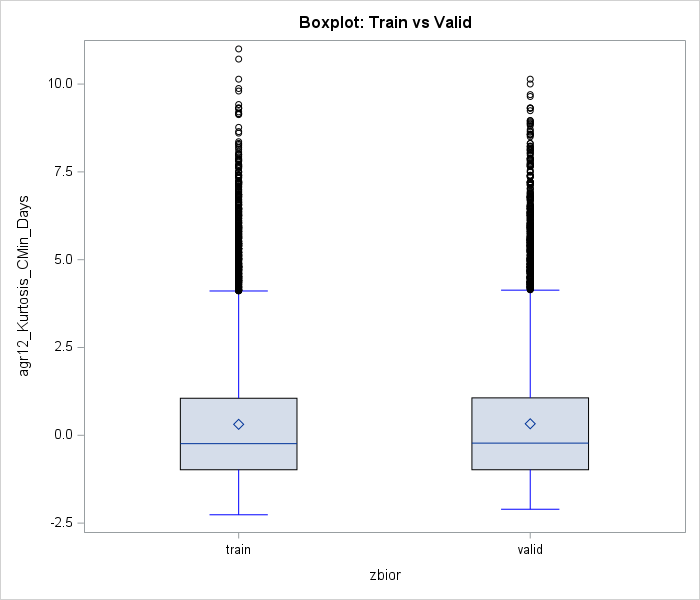 Boxplot: Train vs Valid
agr12_Kurtosis_CMin_Days
10.0
7.5
5.0
2.5
0.0
-2.5
train
valid
zbior